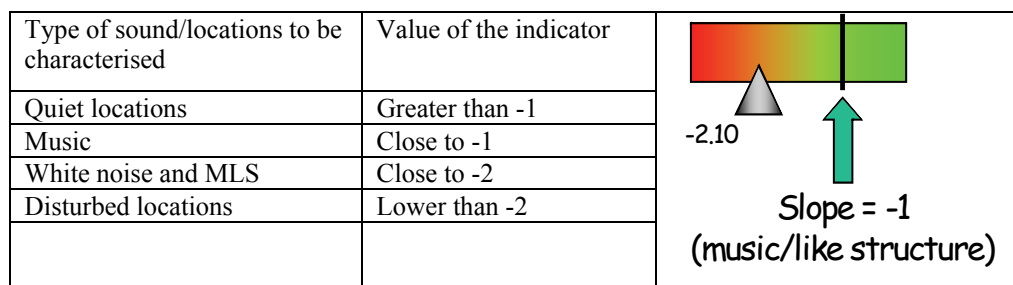 Type of sound/locations to be characterised
Value of the indicator
Quiet locations
Greater than -1
Music
Close to -1
White noise and MLS
Close to -2
Disturbed locations
Lower than -2
-2.10
Slope = -1
(music/like structure)